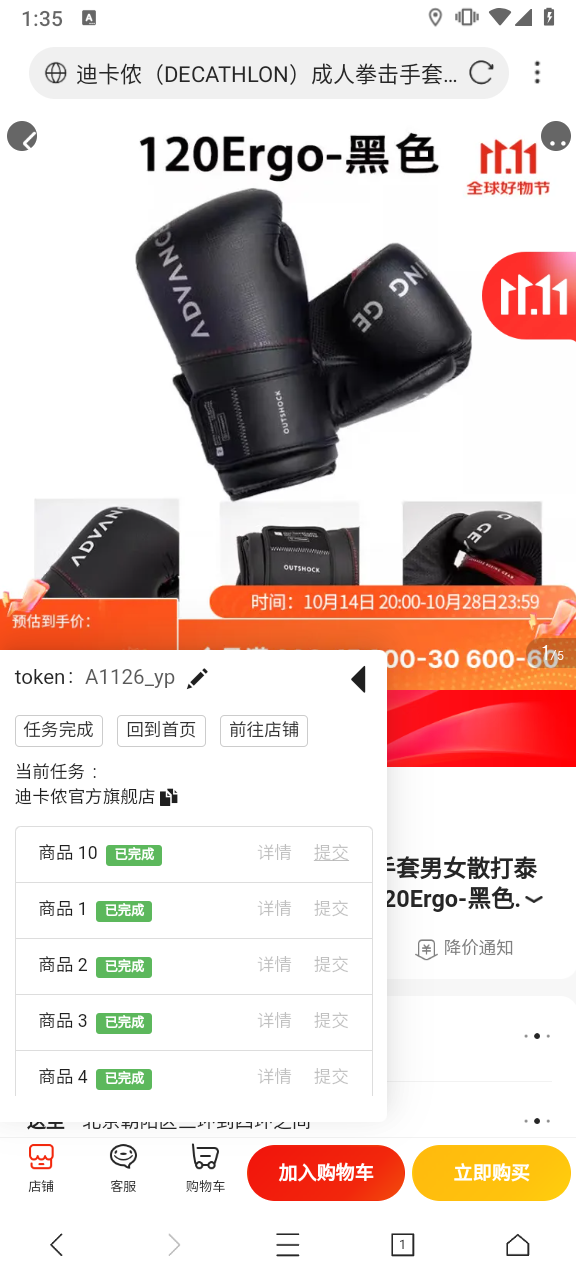 1:35
迪卡侬（DECATHLON）成人拳击手套...
120Ergo-黑色
11.11
全球好物节
ADVANCE
ING GE
GE
11.11
OUTSHOCK
ADVANC
OUTSHOCK
GE
时间：10月14日 20:00-10月28日23:59
预估到手价：
00-30 600-60
1/5
token： A1126_yp
任务完成 回到首页 前往店铺
当前任务 ：
迪卡侬官方旗舰店
商品 10 已完成 详情 提交
商品 1 已完成 详情 提交
商品 2 已完成 详情 提交
商品 3 已完成 详情 提交
商品 4 已完成 详情 提交
手套男女散打泰
20Ergo-黑色.
降价通知
送至 北京朝阳区三环到四环之间
店铺 客服 购物车 加入购物车 立即购买
1